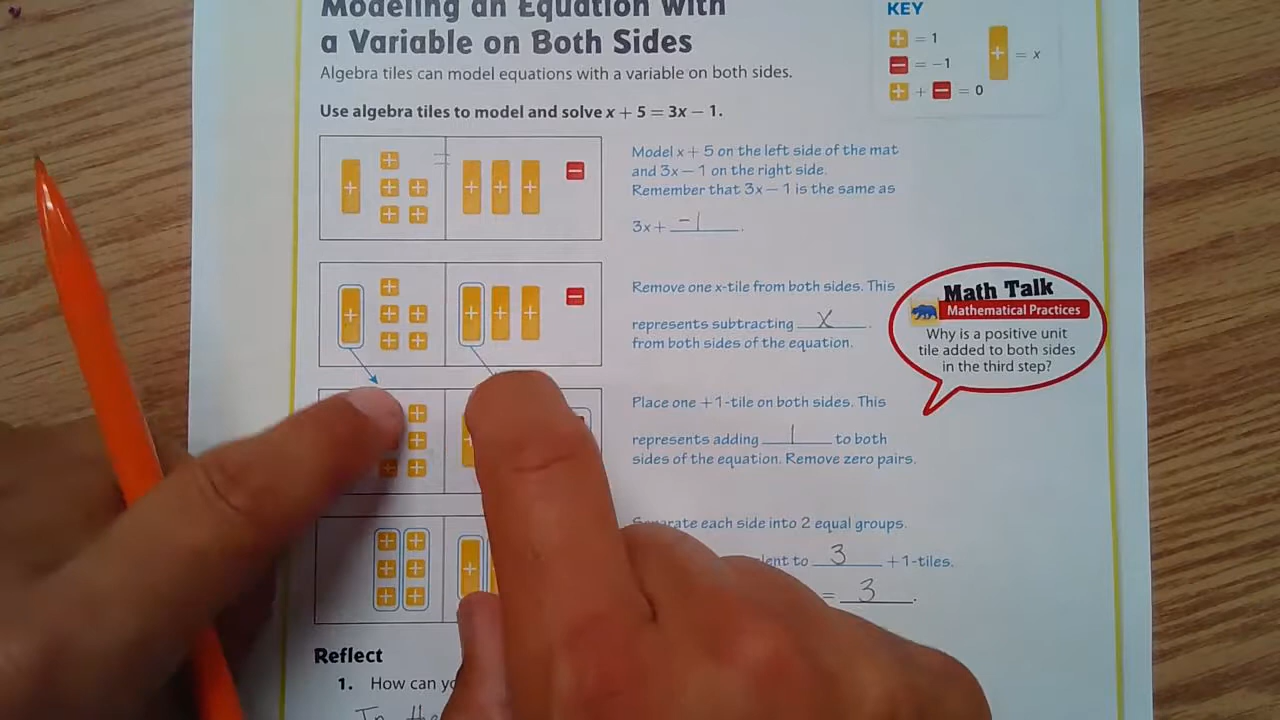 Modeling an Equation with
a Variable on Both Sides
Algebra tiles can model equations with a variable on both sides.
Use algebra tiles to model and solve x + 5 = 3x − 1.
KEY
+ = 1
− = −1
+ + − = 0
+ = x
=
Model x + 5 on the left side of the mat
and 3x − 1 on the right side.
Remember that 3x − 1 is the same as
3x + -1 .
Remove one x-tile from both sides. This
represents subtracting x .
from both sides of the equation.
Math Talk
Mathematical Practices
Why is a positive unit
tile added to both sides
in the third step?
Place one +1-tile on both sides. This
represents adding 1 to both
sides of the equation. Remove zero pairs.
Separate each side into 2 equal groups.
to 3 +1-tiles.
= 3 .
Reflect
1. How can
In the